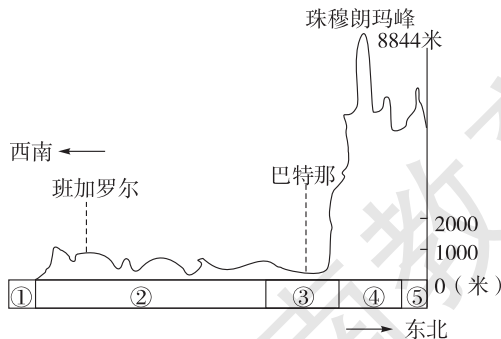 珠穆朗玛峰
8844米
西南
班加罗尔
巴特那
2000
1000
0（米）
① ② ③ ④ ⑤
东北